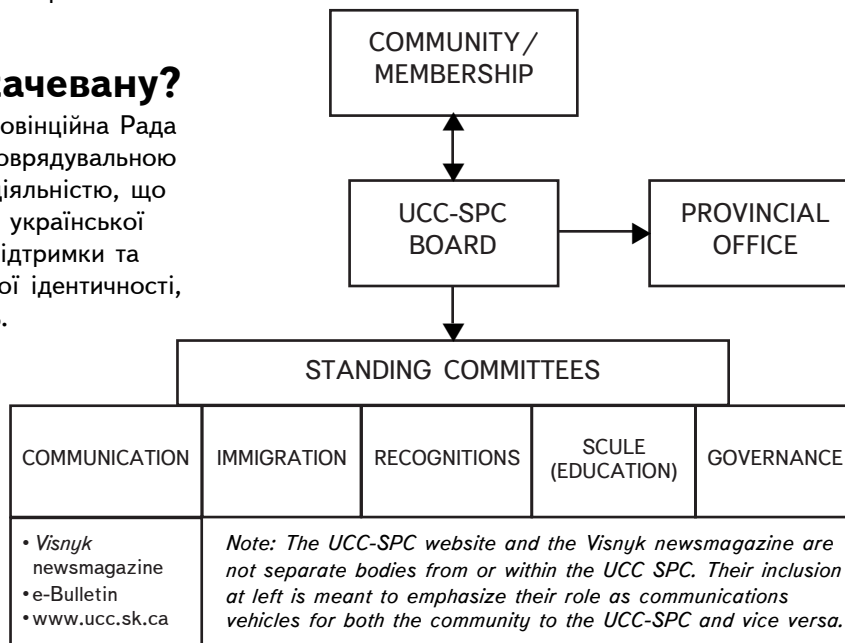 ачевану?
овінційна Рада
оврядувальною
діяльністю, що
української
ідтримки та
ої ідентичності,
COMMUNITY/
MEMBERSHIP
UCC-SPC
BOARD
PROVINCIAL
OFFICE
STANDING COMMITTEES
COMMUNICATION
IMMIGRATION
RECOGNITIONS
SCULE
(EDUCATION)
GOVERNANCE
• Visnyk
newsmagazine
• e-Bulletin
• www.ucc.sk.ca
Note: The UCC-SPC website and the Visnyk newsmagazine are
not separate bodies from or within the UCC SPC. Their inclusion
at left is meant to emphasize their role as communications
vehicles for both the community to the UCC-SPC and vice versa.